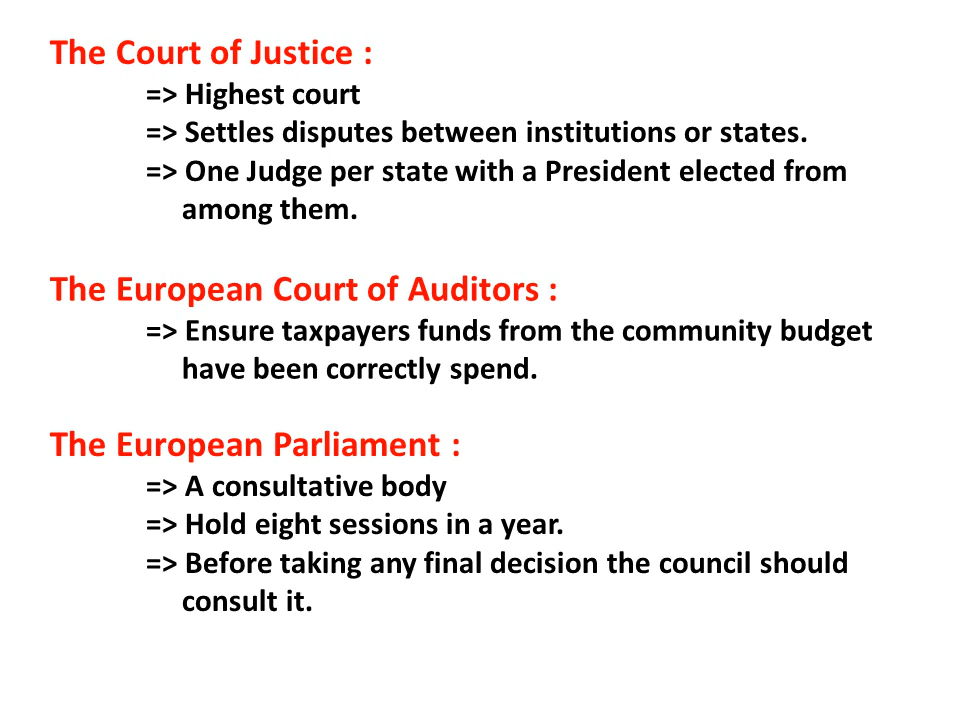 The Court of Justice :
=> Highest court
=> Settles disputes between institutions or states.
=> One Judge per state with a President elected from
among them.
The European Court of Auditors :
=> Ensure taxpayers funds from the community budget
have been correctly spend.
The European Parliament :
=> A consultative body
=> Hold eight sessions in a year.
=> Before taking any final decision the council should
consult it.